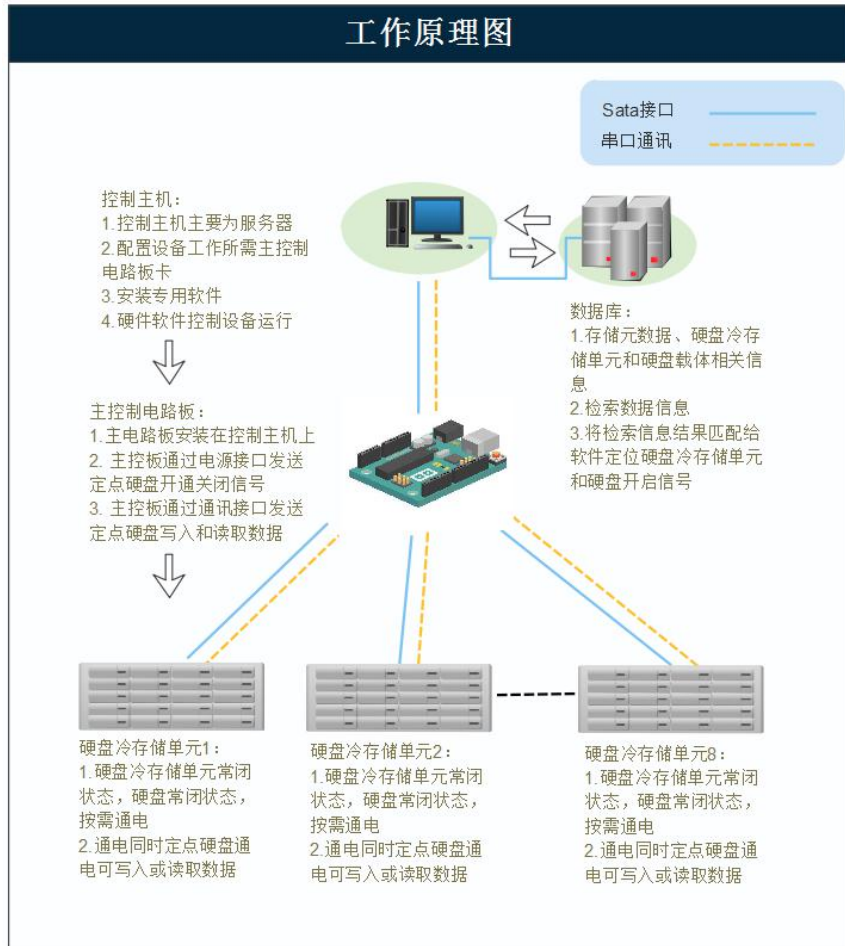 工作原理图
Sata接口
串口通讯
控制主机：
1.控制主机主要为服务器
2.配置设备工作所需主控制
电路板卡
3.安装专用软件
4.硬件软件控制设备运行
数据库：
1.存储元数据、硬盘冷存
储单元和硬盘载体相关信
息
2.检索数据信息
3.将检索信息结果匹配给
软件定位硬盘冷存储单元
和硬盘开启信号
主控制电路板：
1.主电路板安装在控制主机上
2. 主控板通过电源接口发送
定点硬盘开通关闭信号
3. 主控板通过通讯接口发送
定点硬盘写入和读取数据
硬盘冷存储单元1：
1.硬盘冷存储单元常闭
状态，硬盘常闭状态，
按需通电
2.通电同时定点硬盘通
电可写入或读取数据
硬盘冷存储单元2：
1.硬盘冷存储单元常闭
状态，硬盘常闭状态，
按需通电
2.通电同时定点硬盘通
电可写入或读取数据
硬盘冷存储单元8：
1.硬盘冷存储单元常闭
状态，硬盘常闭状态，
按需通电
2.通电同时定点硬盘通
电可写入或读取数据